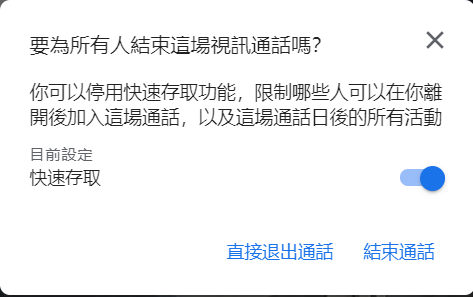 要為所有人結束這場視訊通話嗎?
你可以停用快速存取功能，限制哪些人可以在你離
開後加入這場通話，以及這場通話日後的所有活動
目前設定
快速存取
直接退出通話 結束通話